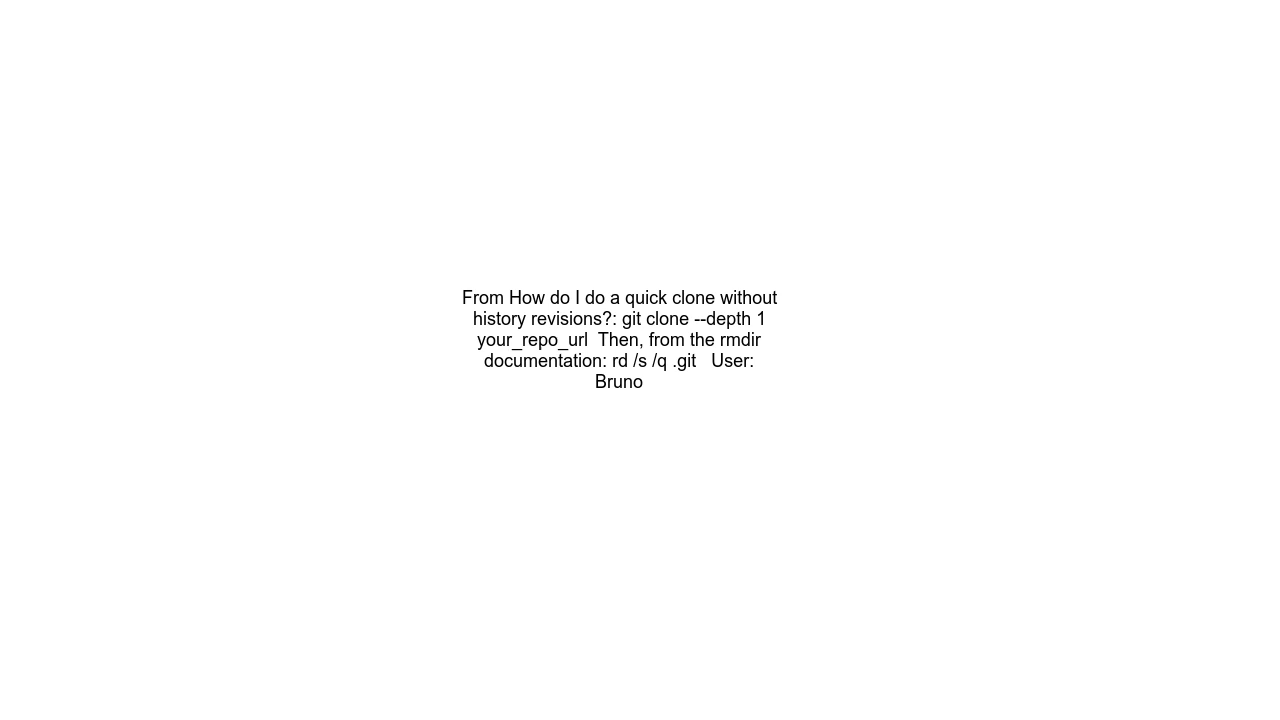 From How do I do a quick clone without
history revisions?: git clone --depth 1
your_repo_url  Then, from the rmdir
documentation: rd /s /q .git   User:
Bruno